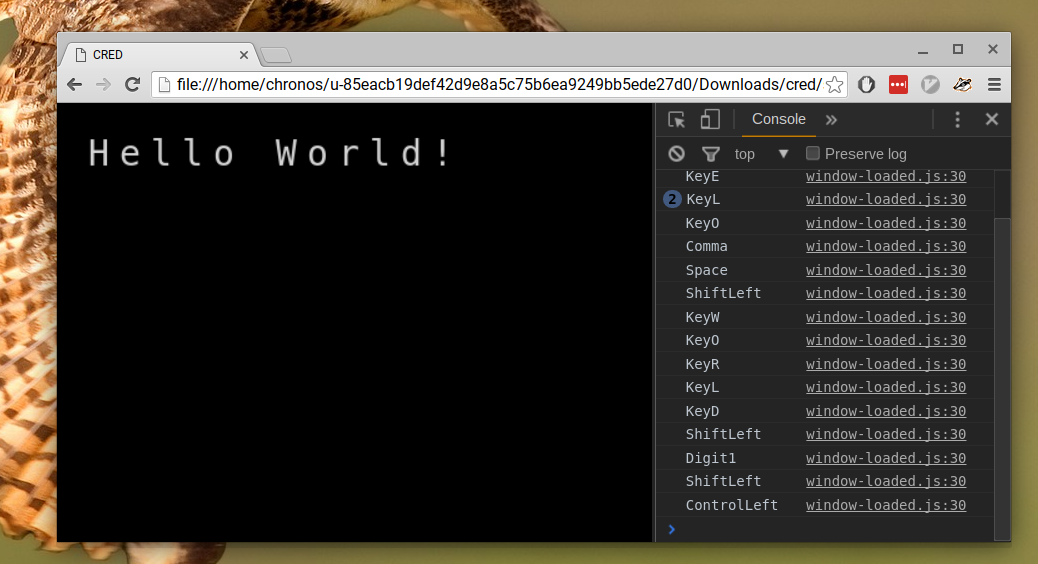 CRED
file:///home/chronos/u-85eacb19def42d9e8a5c75b6ea9249bb5ede27d0/Downloads/cred/
Hello World!
Console
top
Preserve log
KeyE window-loaded.js:30
2 KeyL window-loaded.js:30
KeyO window-loaded.js:30
Comma window-loaded.js:30
Space window-loaded.js:30
ShiftLeft window-loaded.js:30
KeyW window-loaded.js:30
KeyO window-loaded.js:30
KeyR window-loaded.js:30
KeyL window-loaded.js:30
KeyD window-loaded.js:30
ShiftLeft window-loaded.js:30
Digit1 window-loaded.js:30
ShiftLeft window-loaded.js:30
ControlLeft window-loaded.js:30